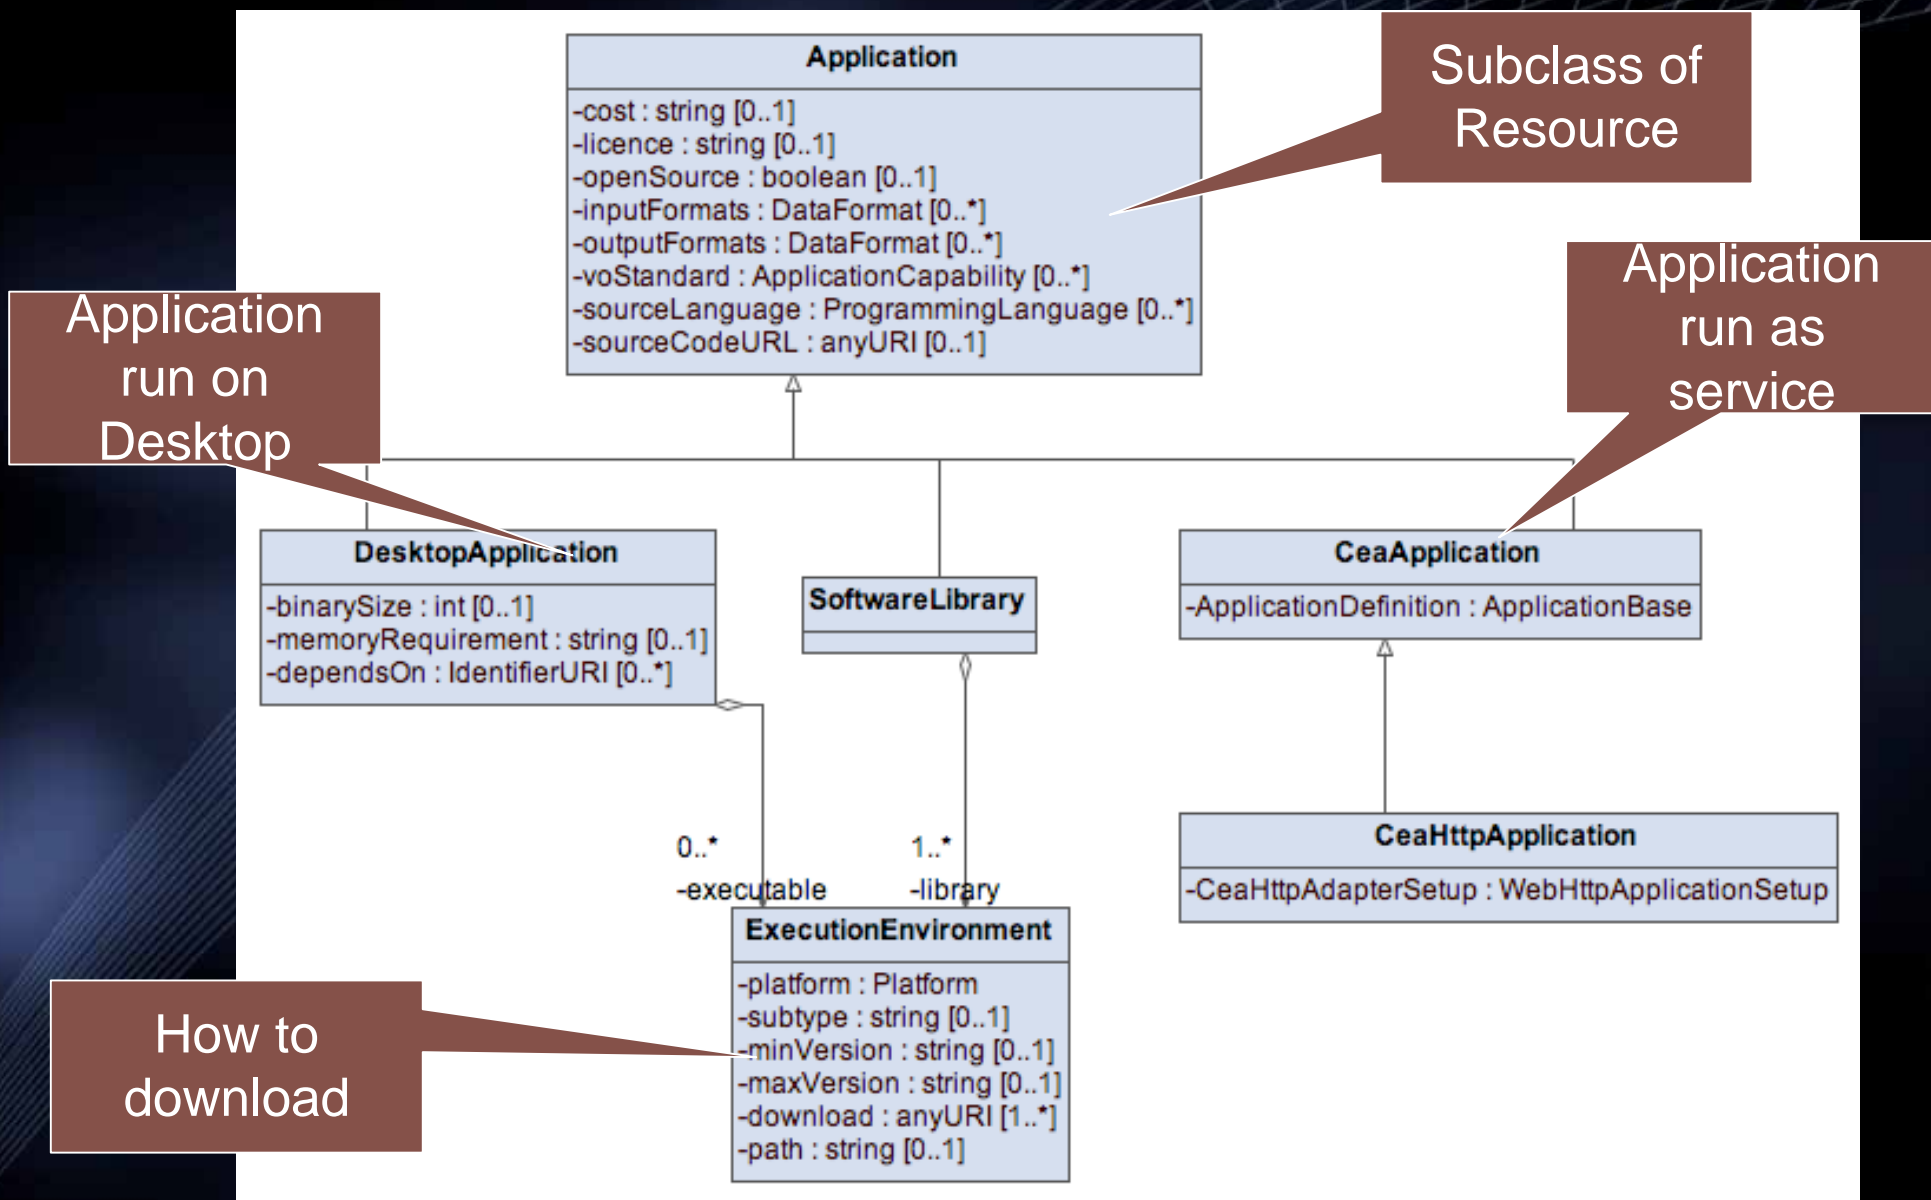 Application
-cost : string [0..1]
-licence : string [0..1]
-openSource : boolean [0..1]
-inputFormats : DataFormat [0..*]
-outputFormats : DataFormat [0..*]
-voStandard : ApplicationCapability [0..*]
-sourceLanguage : ProgrammingLanguage [0..*]
-sourceCodeURL : anyURI [0..1]
Subclass of
Resource
Application
run on
Desktop
Application
run as
service
DesktopApplication
-binarySize : int [0..1]
-memoryRequirement : string [0..1]
-dependsOn : IdentifierURI [0..*]
SoftwareLibrary
CeaApplication
-ApplicationDefinition : ApplicationBase
0..*
-executable
1..*
-library
CeaHttpApplication
-CeaHttpAdapterSetup : WebHttpApplicationSetup
ExecutionEnvironment
-platform : Platform
-subtype : string [0..1]
-minVersion : string [0..1]
-maxVersion : string [0..1]
-download : anyURI [1..*]
-path : string [0..1]
How to
download